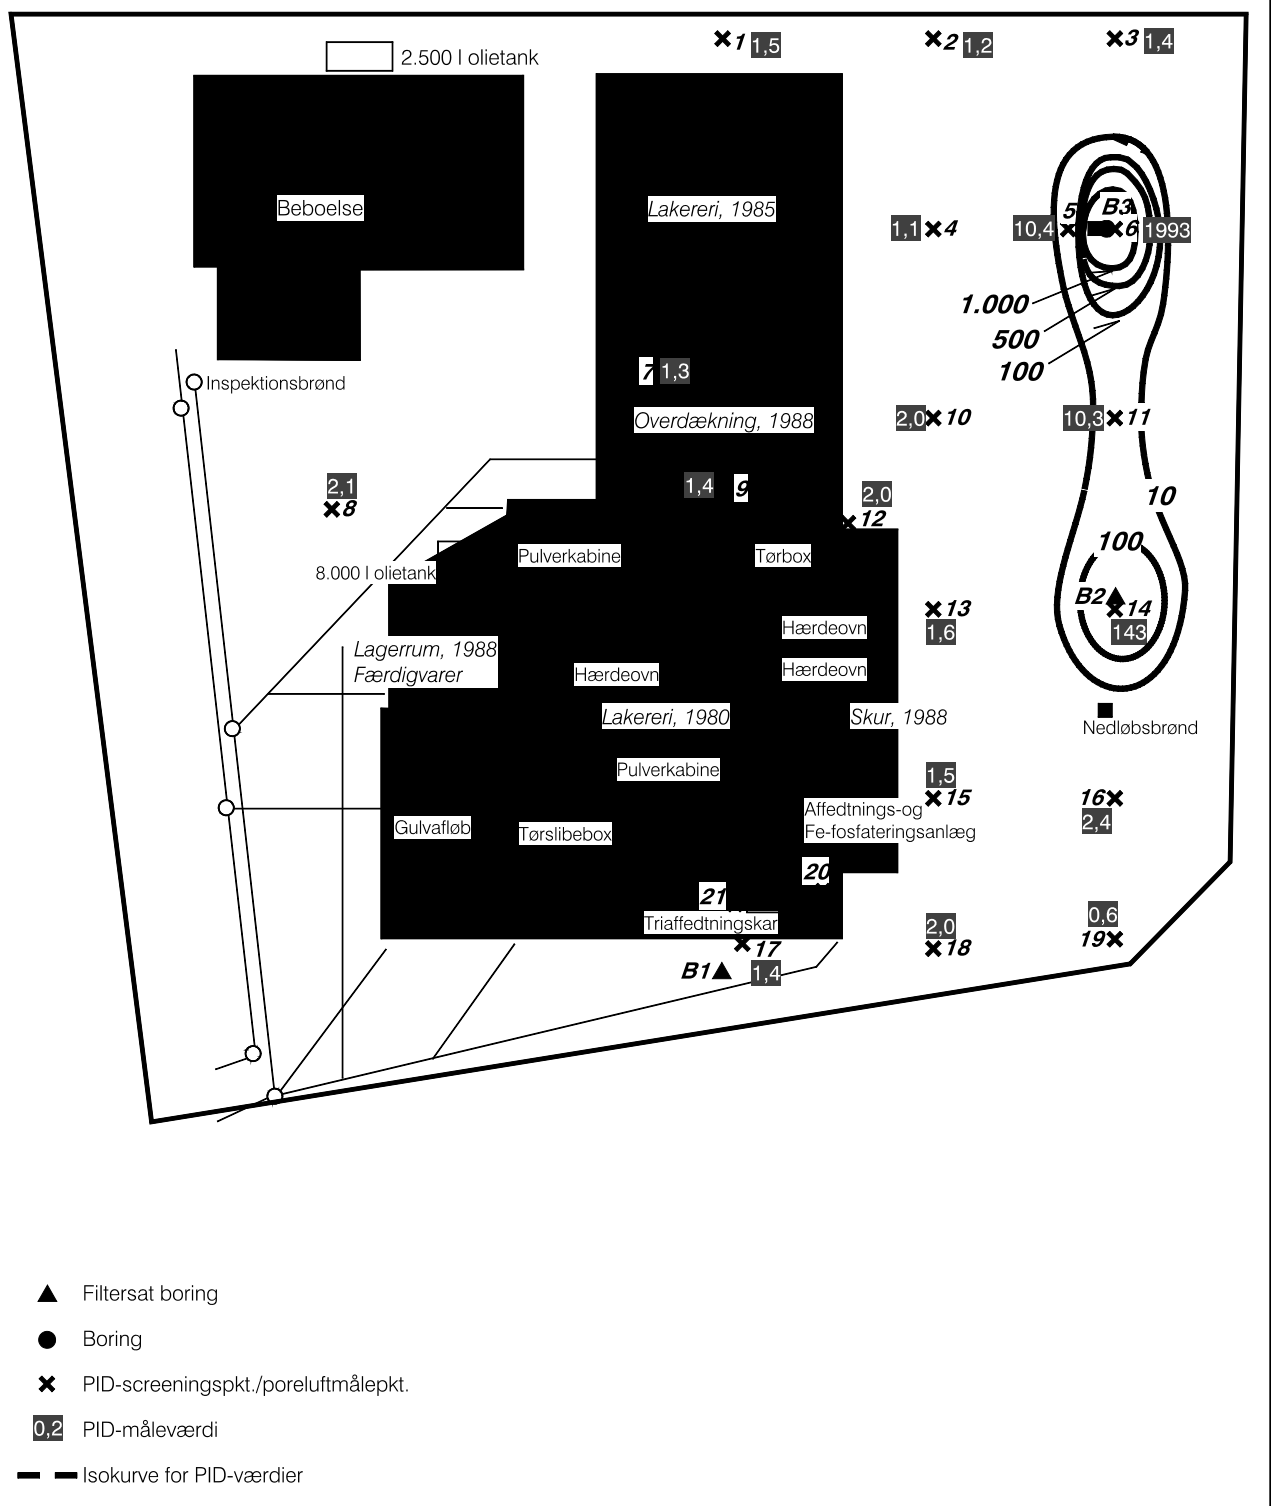 1 1,5
2 1,2
3 1,4
2.500 l olietank
Beboelse
Lakereri, 1985
1,1 4
10,4 5
B3
6 1993
1.000
500
100
7 1,3
Inspektionsbrønd
Overdækning, 1988
2,0 10
10,3 11
2,1
8
1,4 9
2,0
12
10
100
8.000 l olietank
Pulverkabine
Tørbox
B2
14
143
13
1,6
Hærdeovn
Lagerrum, 1988
Færdigvarer
Hærdeovn
Hærdeovn
Lakereri, 1980
Skur, 1988
Nedløbsbrønd
Pulverkabine
1,5
15
16
2,4
Affedtnings-og
Fe-fosfateringsanlæg
Gulvafløb
Tørslibebox
20
21
Triaffedtningskar
17
B1
1,4
2,0
18
0,6
19
Filtersat boring
Boring
PID-screeningspkt./poreluftmålepkt.
0,2 PID-måleværdi
Isokurve for PID-værdier